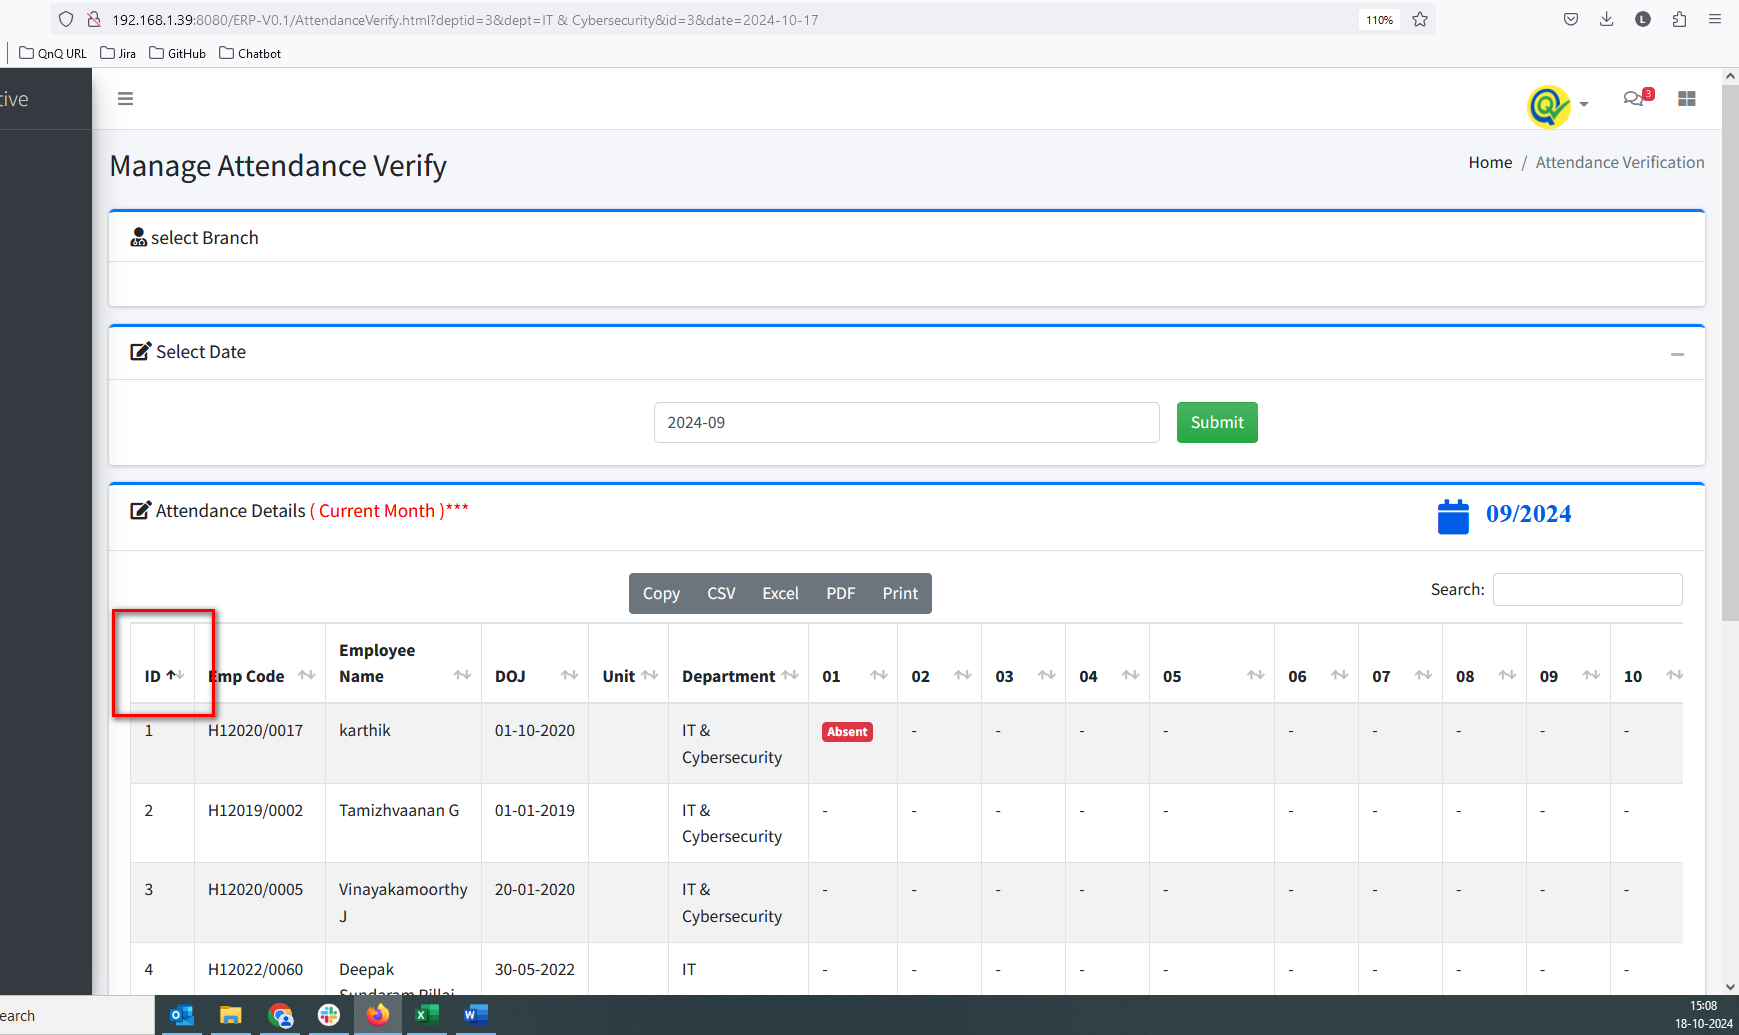 192.168.1.39:8080/ERP-V0.1/AttendanceVerify.html?deptid=3&dept=IT & Cybersecurity&id=3&date=2024-10-17
110%
L
QnQ URL
Jira
GitHub
Chatbot
tive
3
Manage Attendance Verify
Home / Attendance Verification
select Branch
Select Date
2024-09
Submit
Attendance Details ( Current Month )***
09/2024
Copy CSV Excel PDF Print
Search:
ID Emp Code Employee Name DOJ Unit Department 01 02 03 04 05 06 07 08 09 10
1 H12020/0017 karthik 01-10-2020 IT & Cybersecurity Absent - - - - - - - - -
2 H12019/0002 Tamizhvaanan G 01-01-2019 IT & Cybersecurity - - - - - - - - - -
3 H12020/0005 Vinayakamoorthy J 20-01-2020 IT & Cybersecurity - - - - - - - - - -
4 H12022/0060 Deepak Sundaram Pillai 30-05-2022 IT - - - - - - - - - -
earch
15:08
18-10-2024